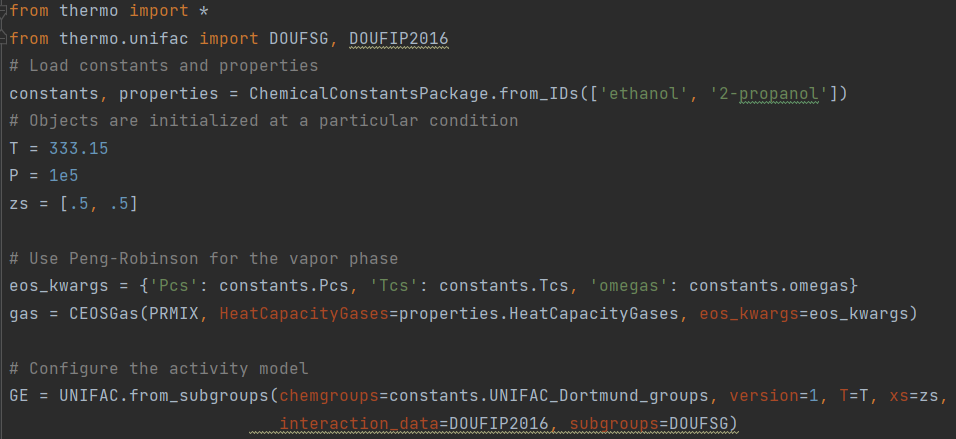 from thermo import *
from thermo.unifac import DOUFSG, DOUFIP2016
# Load constants and properties
constants, properties = ChemicalConstantsPackage.from_IDs(['ethanol', '2-propanol'])
# Objects are initialized at a particular condition
T = 333.15
P = 1e5
zs = [.5, .5]
# Use Peng-Robinson for the vapor phase
eos_kwargs = {'Pcs': constants.Pcs, 'Tcs': constants.Tcs, 'omegas': constants.omegas}
gas = CEOSGas(PRMIX, HeatCapacityGases=properties.HeatCapacityGases, eos_kwargs=eos_kwargs)
# Configure the activity model
GE = UNIFAC.from_subgroups(chemgroups=constants.UNIFAC_Dortmund_groups, version=1, T=T, xs=zs,
interaction_data=DOUFIP2016, subgroups=DOUFSG)